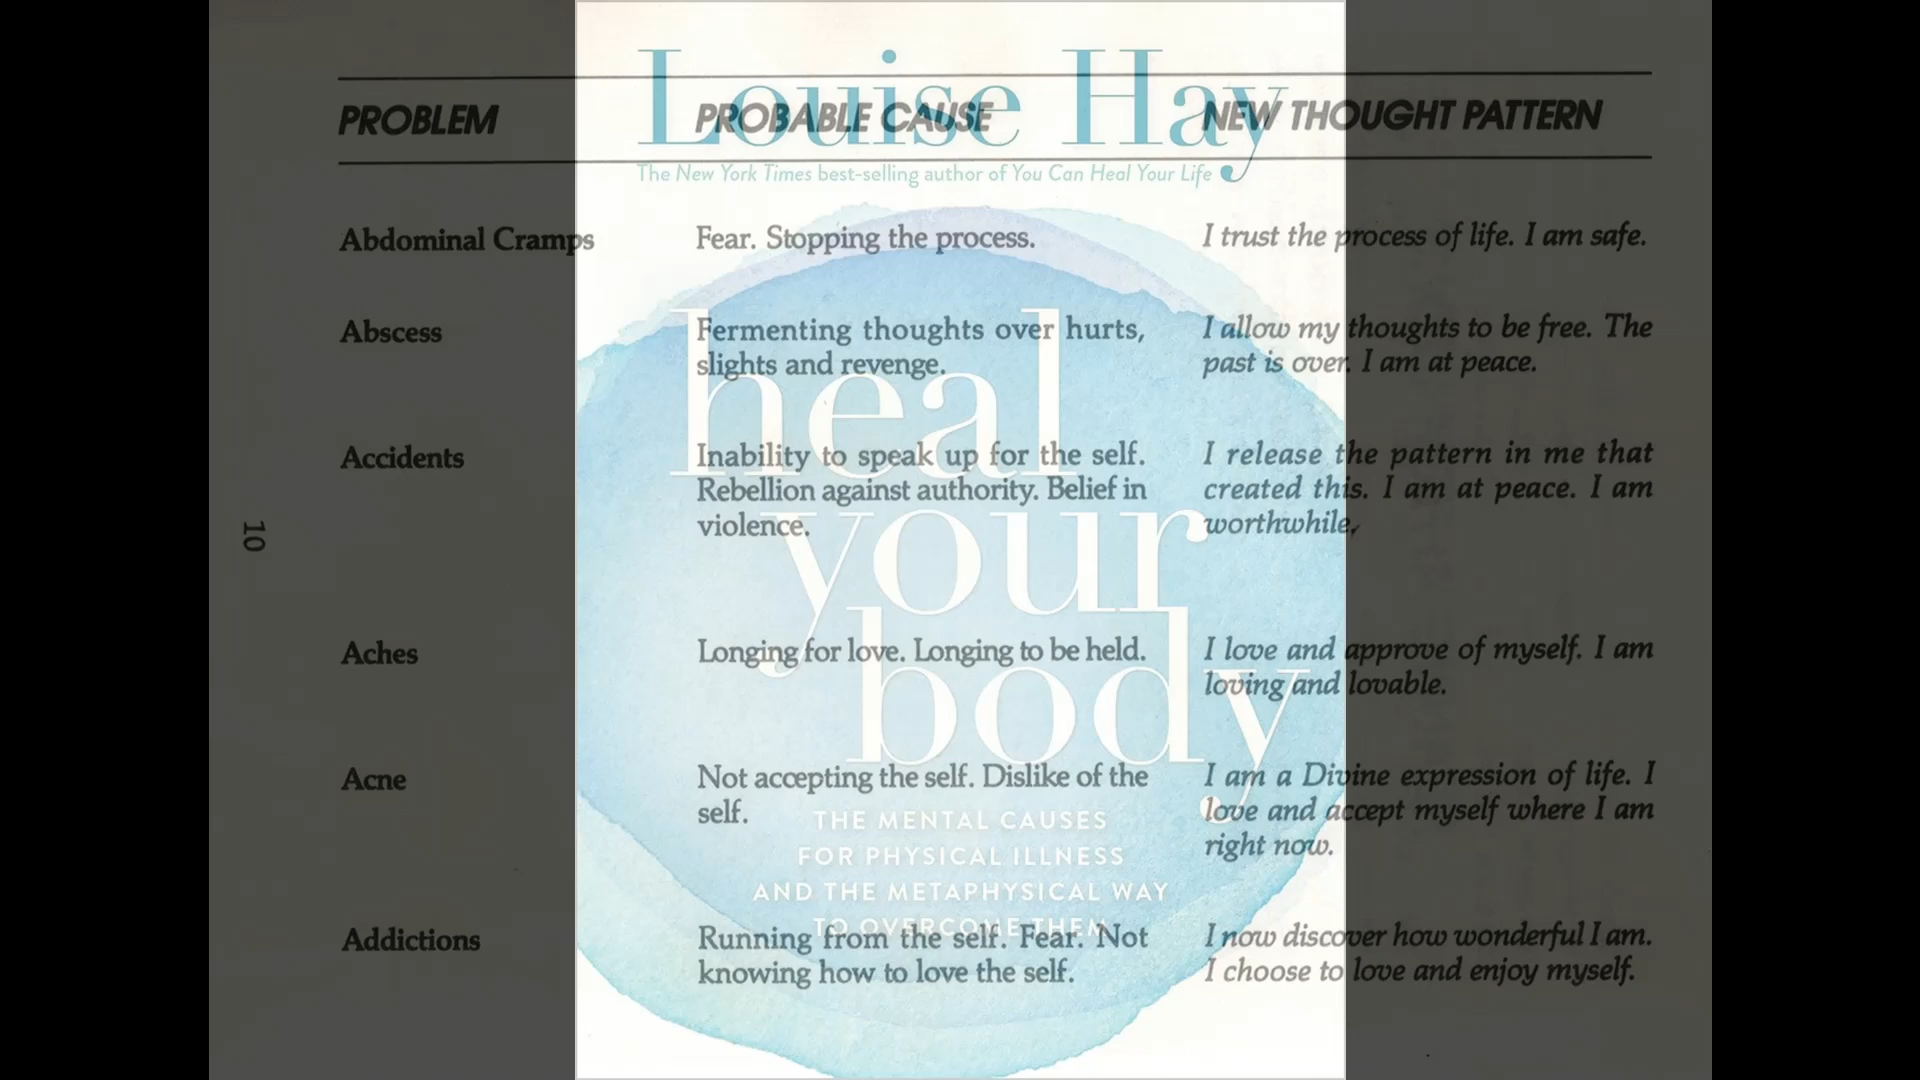 Louise Hay
The New York Times best-selling author of You Can Heal Your Life
heal
your
body
THE MENTAL CAUSES
FOR PHYSICAL ILLNESS
AND THE METAPHYSICAL WAY
TO OVERCOME THEM
PROBLEM PROBABLE CAUSE NEW THOUGHT PATTERN
Abdominal Cramps Fear. Stopping the process. I trust the process of life. I am safe.
Abscess Fermenting thoughts over hurts, I allow my thoughts to be free. The
slights and revenge. past is over. I am at peace.
Accidents Inability to speak up for the self. I release the pattern in me that
Rebellion against authority. Belief in created this. I am at peace. I am
violence. worthwhile.
10
Aches Longing for love. Longing to be held. I love and approve of myself. I am
loving and lovable.
Acne Not accepting the self. Dislike of the I am a Divine expression of life. I
self. love and accept myself where I am
right now.
Addictions Running from the self. Fear. Not I now discover how wonderful I am.
knowing how to love the self. I choose to love and enjoy myself.